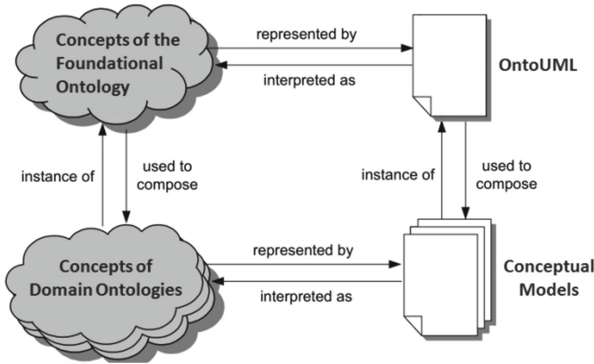 Concepts of the
Foundational
Ontology
represented by
interpreted as
OntoUML
instance of
used to
compose
instance of
used to
compose
Concepts of
Domain Ontologies
represented by
interpreted as
Conceptual
Models